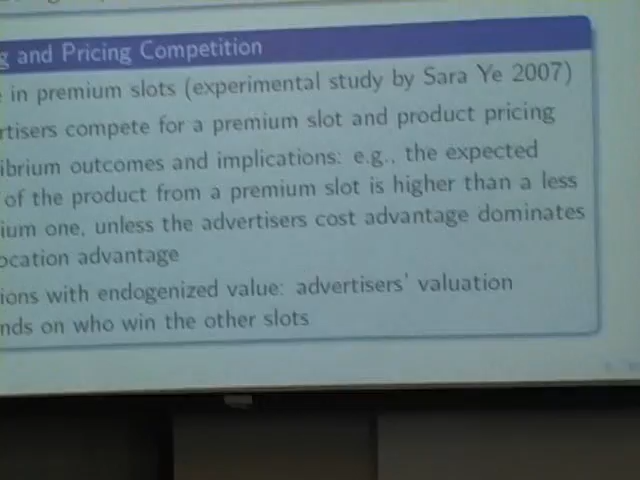 g and Pricing Competition
e in premium slots (experimental study by Sara Ye 2007)
rtisers compete for a premium slot and product pricing
ibrium outcomes and implications: e.g., the expected
of the product from a premium slot is higher than a less
ium one, unless the advertisers cost advantage dominates
ocation advantage
ions with endogenized value: advertisers' valuation
nds on who win the other slots